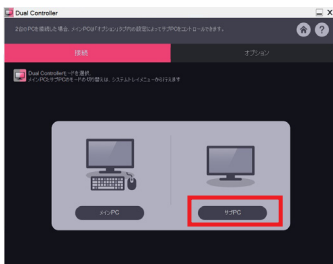 Dual Controller
2台のPCを接続した場合、メインPCは「オプション」タブの設定によってサブPCをコントロールできます。
接続
オプション
Dual Controllerモードを選択。
メインPCとサブPCのモードの切り替えは、システムトレイメニューから行えます
メインPC
サブPC